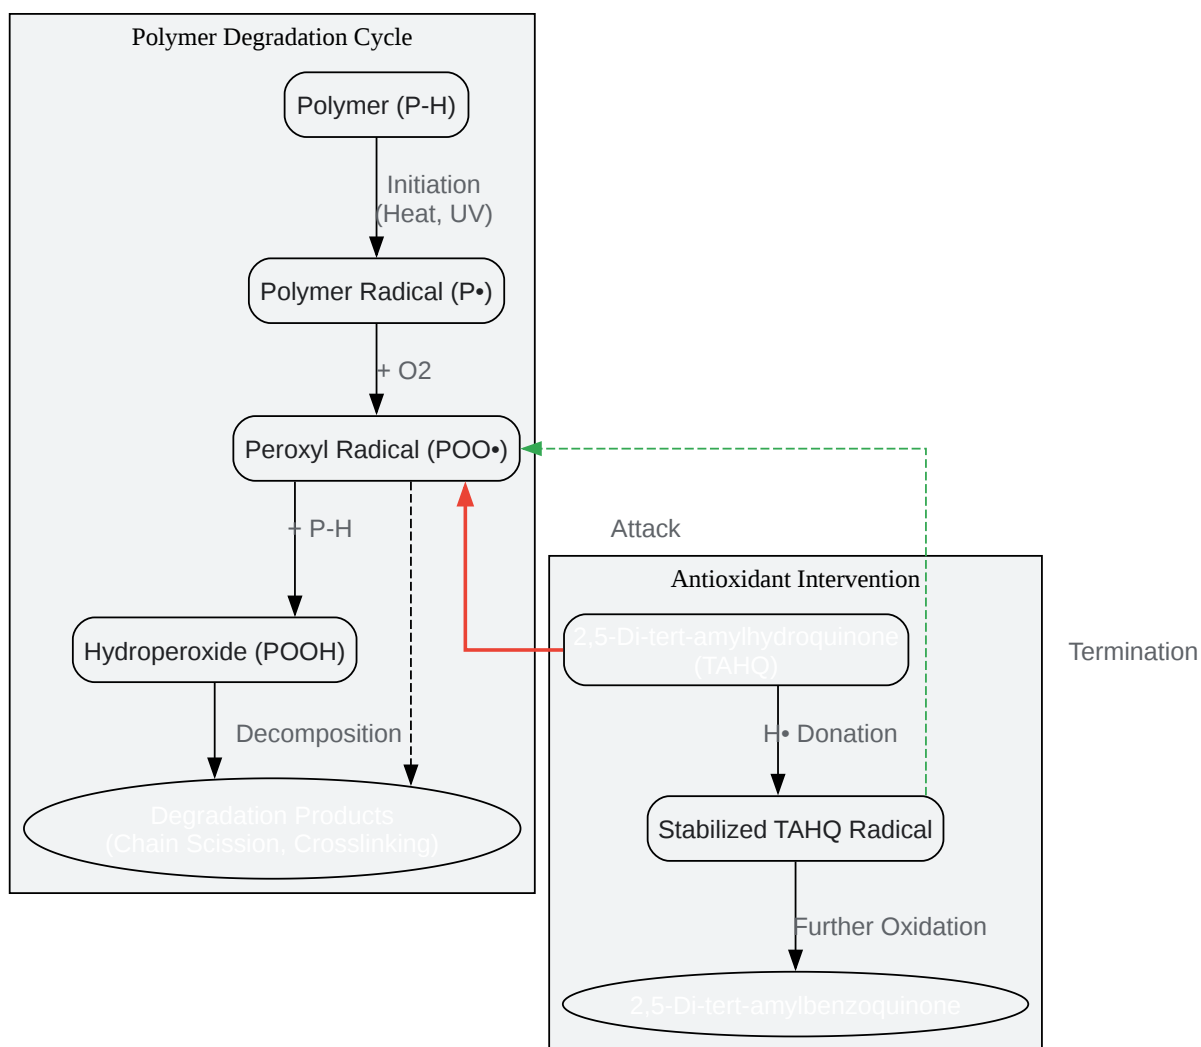 Polymer Degradation Cycle
Polymer (P-H)
Initiation
(Heat, UV)
Polymer Radical (P•)
+ O2
Peroxyl Radical (POO•)
+ P-H
Attack
Antioxidant Intervention
2,5-Di-tert-amylhydroquinone
(TAHQ)
Hydroperoxide (POOH)
Termination
Decomposition
H• Donation
Degradation Products
(Chain Scission, Crosslinking)
Stabilized TAHQ Radical
Further Oxidation
2,5-Di-tert-amylbenzoquinone